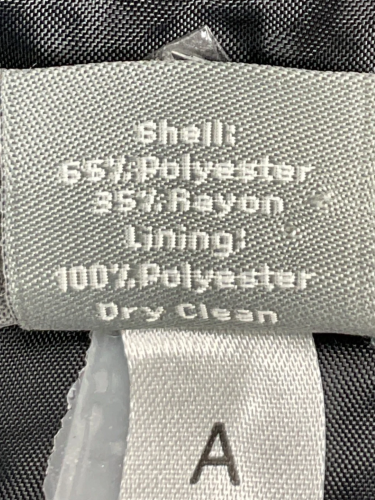 Shell:
65% Polyester
35% Rayon
Lining:
100% Polyester
Dry Clean
A